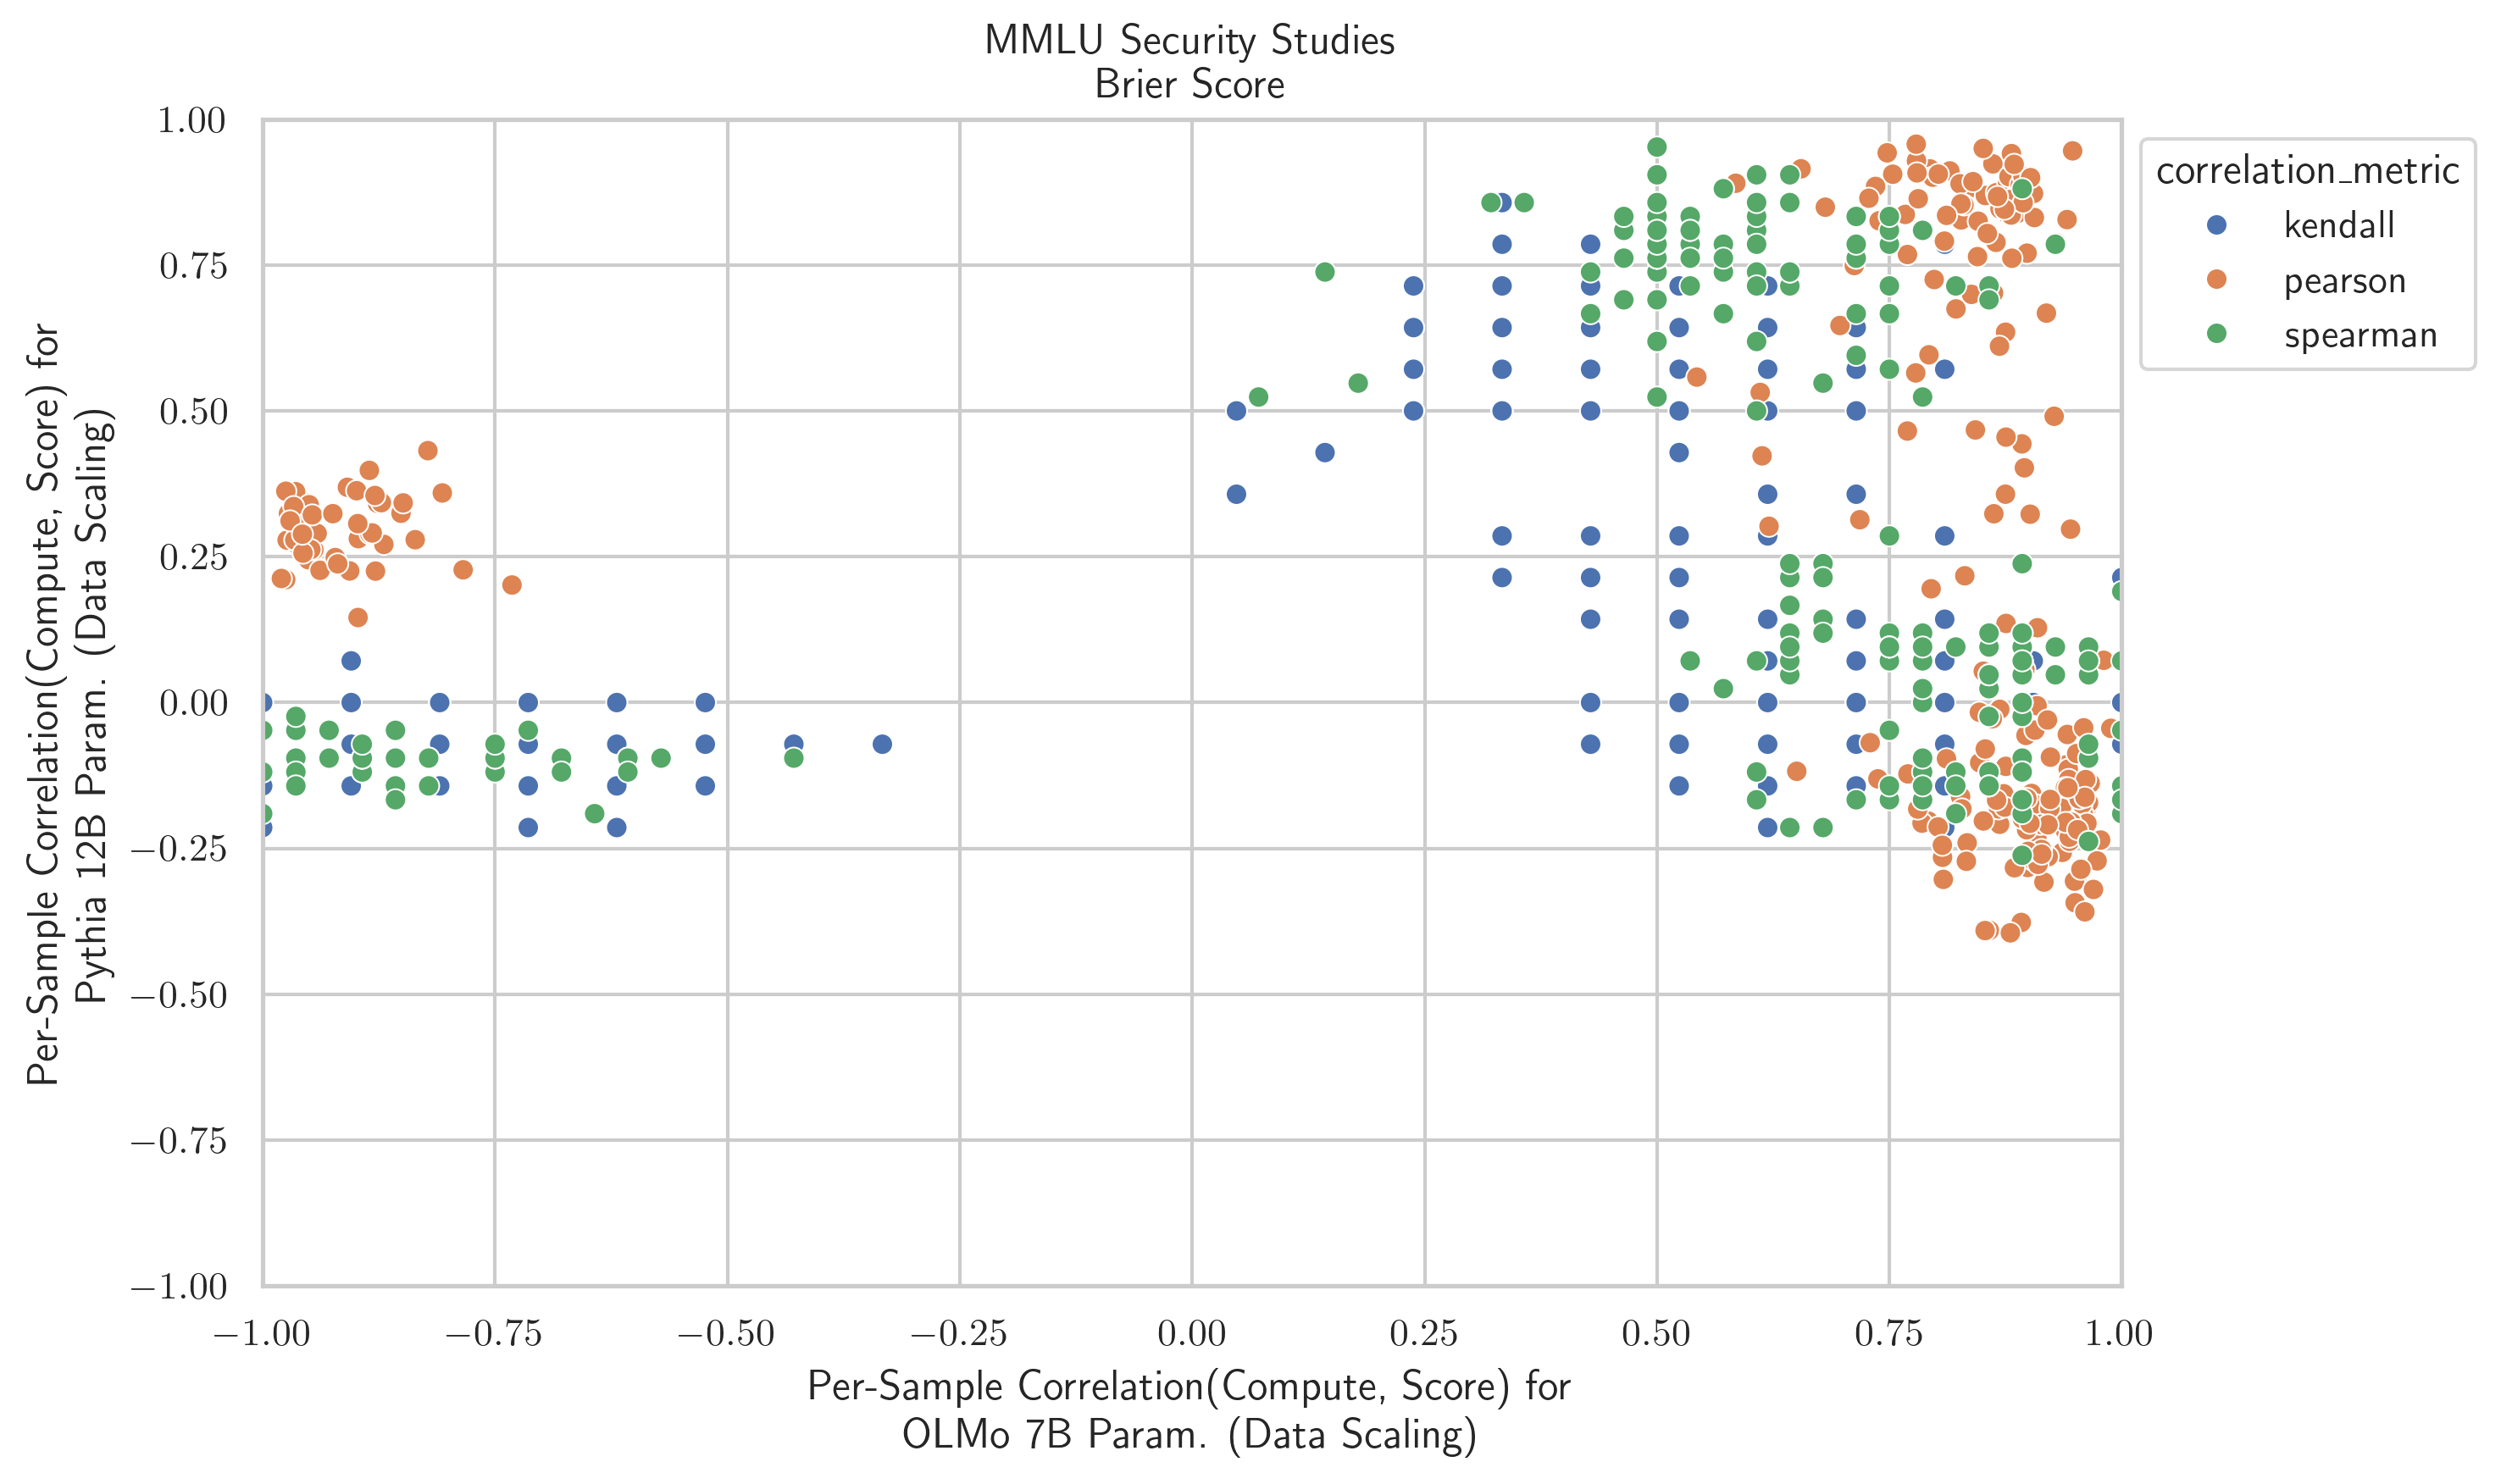 MMLU Security Studies
Brier Score
Per-Sample Correlation(Compute, Score) for
Pythia 12B Param. (Data Scaling)
1.00
0.75
0.50
0.25
0.00
−0.25
−0.50
−0.75
−1.00
−1.00 −0.75 −0.50 −0.25 0.00 0.25 0.50 0.75 1.00
Per-Sample Correlation(Compute, Score) for
OLMo 7B Param. (Data Scaling)
correlation_metric
kendall
pearson
spearman